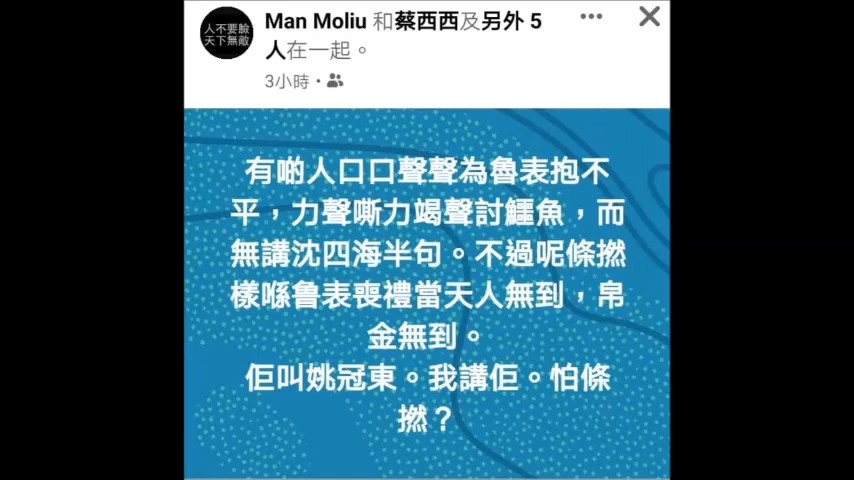 人不要臉
天下無敵
Man Moliu 和蔡西西及另外 5
人在一起。
3小時·
有啲人口口聲聲為魯表抱不
平，力聲嘶力竭聲討鱷魚，而
無講沈四海半句。不過呢條撚
樣喺鲁表喪禮當天人無到，帛
金無到。
佢叫姚冠東。我講佢。怕條
撚？